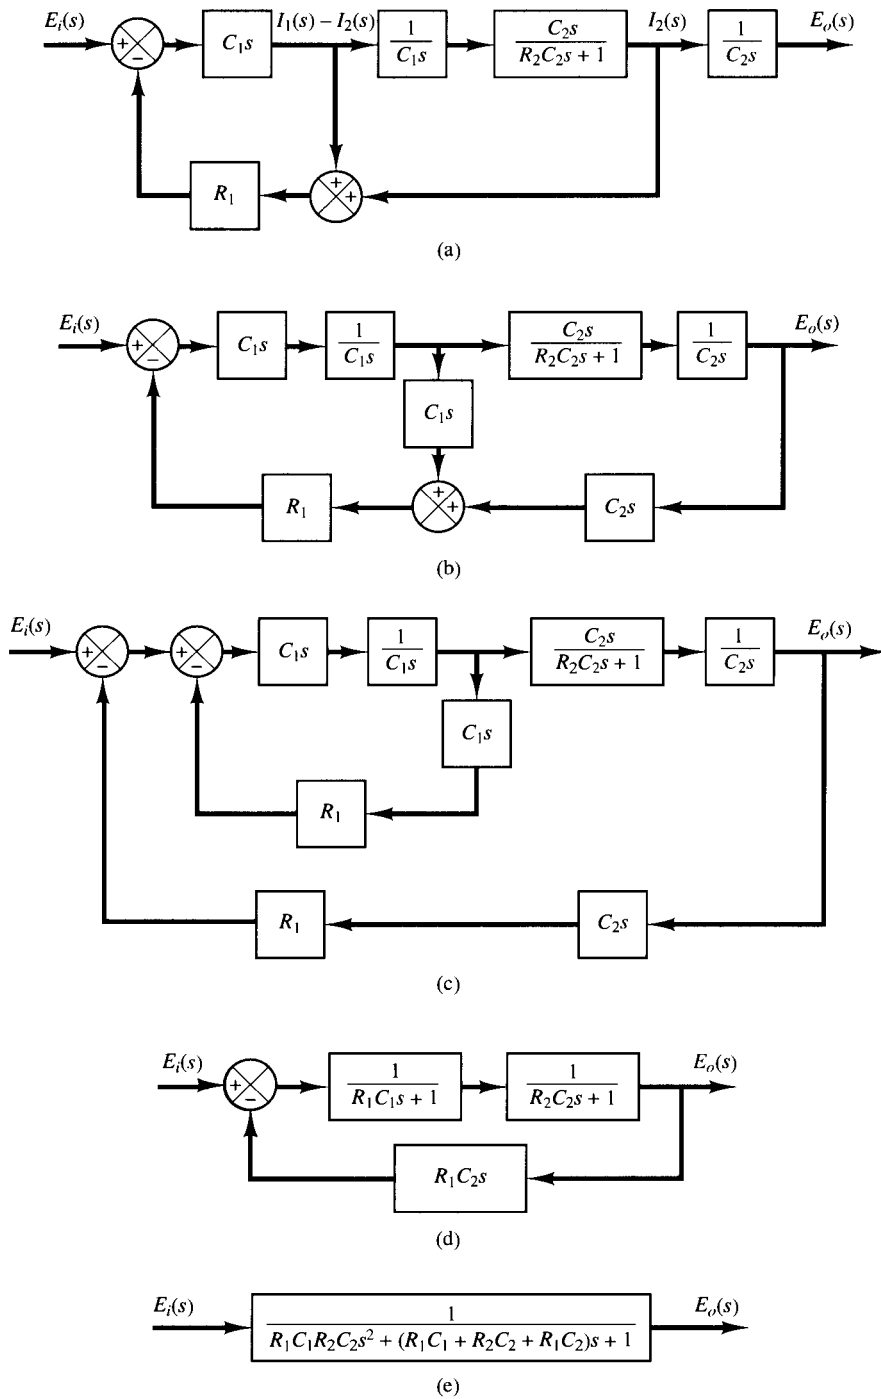 Eᵢ(s) + − C₁s I₁(s) − I₂(s) 1/(C₁s) C₂s/(R₂C₂s + 1) I₂(s) 1/(C₂s) Eₒ(s)
R₁ + +
(a)
Eᵢ(s) + − C₁s 1/(C₁s) C₂s/(R₂C₂s + 1) 1/(C₂s) Eₒ(s)
C₁s
R₁ + + C₂s
(b)
Eᵢ(s) + − + − C₁s 1/(C₁s) C₂s/(R₂C₂s + 1) 1/(C₂s) Eₒ(s)
C₁s
R₁
R₁ C₂s
(c)
Eᵢ(s) + − 1/(R₁C₁s + 1) 1/(R₂C₂s + 1) Eₒ(s)
R₁C₂s
(d)
Eᵢ(s) 1/(R₁C₁R₂C₂s² + (R₁C₁ + R₂C₂ + R₁C₂)s + 1) Eₒ(s)
(e)